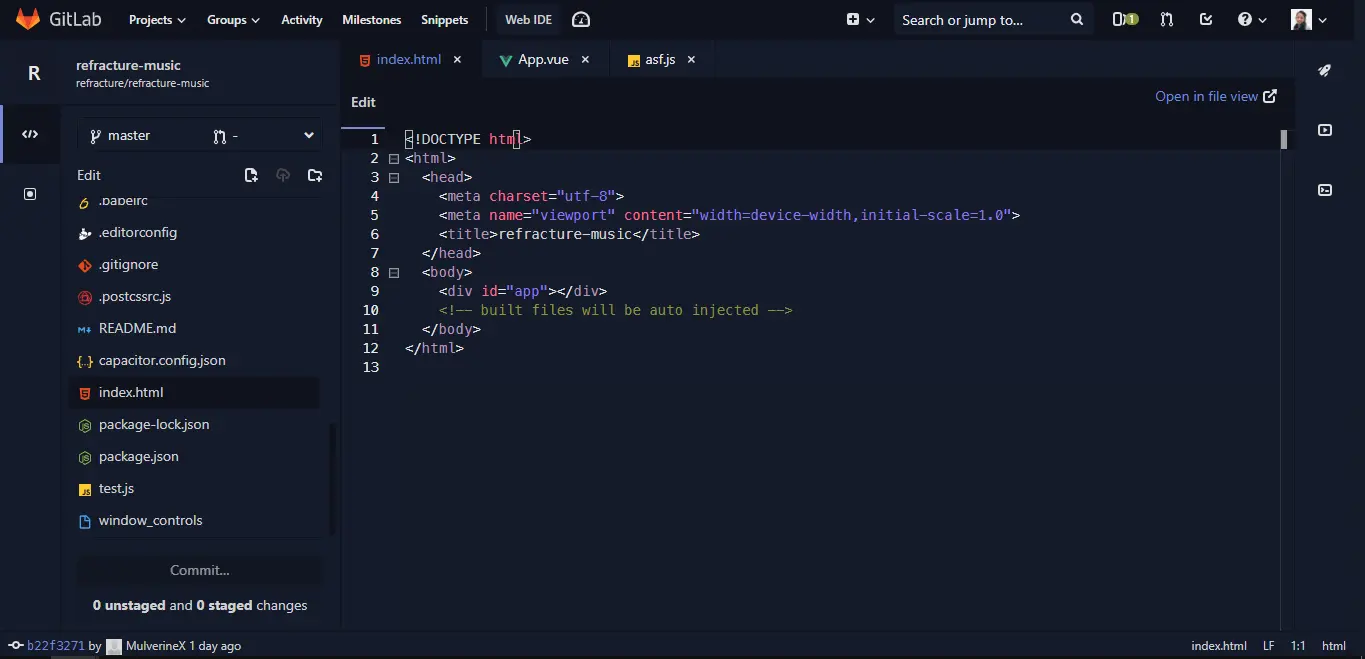 GitLab Projects Groups Activity Milestones Snippets Web IDE Search or jump to... 1
R refracture-music
refracture/refracture-music
master -
Edit
.babelrc
.editorconfig
.gitignore
.postcssrc.js
README.md
capacitor.config.json
index.html
package-lock.json
package.json
test.js
window_controls
Commit...
0 unstaged and 0 staged changes
index.html App.vue asf.js
Edit
Open in file view
1 <!DOCTYPE html>
2 <html>
3 <head>
4 <meta charset="utf-8">
5 <meta name="viewport" content="width=device-width,initial-scale=1.0">
6 <title>refracture-music</title>
7 </head>
8 <body>
9 <div id="app"></div>
10 <!-- built files will be auto injected -->
11 </body>
12 </html>
13
b22f3271 by MulverineX 1 day ago
index.html LF 1:1 html